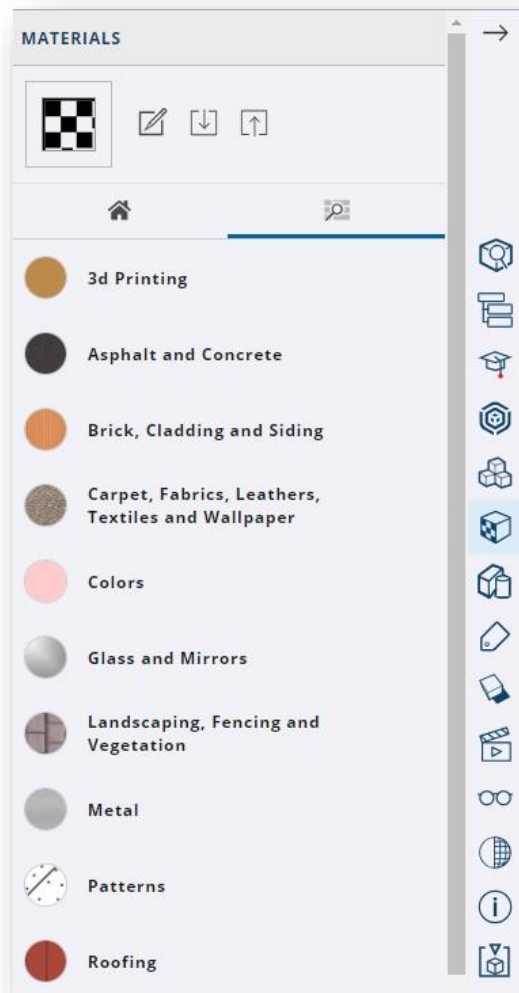 MATERIALS
3d Printing
Asphalt and Concrete
Brick, Cladding and Siding
Carpet, Fabrics, Leathers,
Textiles and Wallpaper
Colors
Glass and Mirrors
Landscaping, Fencing and
Vegetation
Metal
Patterns
Roofing